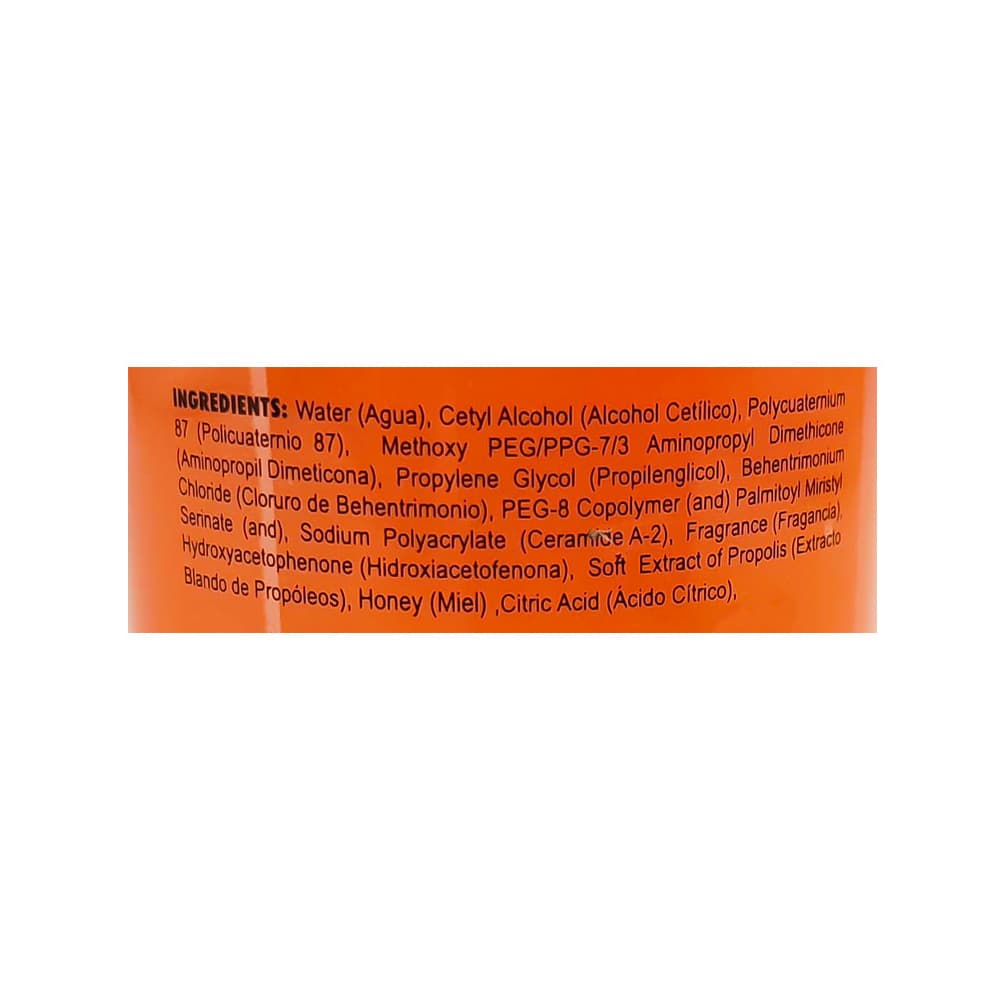 INGREDIENTS: Water (Agua), Cetyl Alcohol (Alcohol Cetílico), Polycuaternium
87 (Policuaternio 87), Methoxy PEG/PPG-7/3 Aminopropyl Dimethicone
(Aminopropil Dimeticona), Propylene Glycol (Propilenglicol), Behentrimonium
Chloride (Cloruro de Behentrimonio), PEG-8 Copolymer (and) Palmitoyl Miristyl
Serinate (and), Sodium Polyacrylate (Ceramide A-2), Fragrance (Fragancia),
Hydroxyacetophenone (Hidroxiacetofenona), Soft Extract of Propolis (Extracto
Blando de Propóleos), Honey (Miel) ,Citric Acid (Ácido Cítrico),